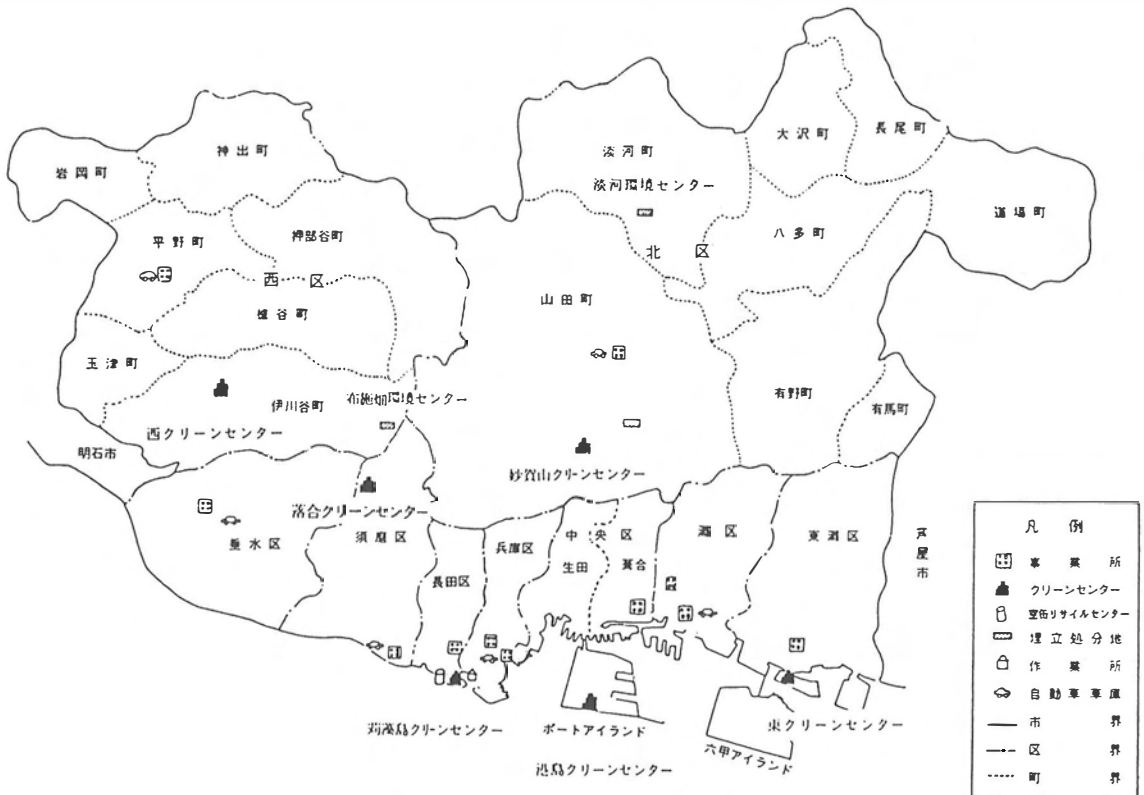 岩岡町
神出町
淡河町
淡河環境センター
大沢町
長尾町
道場町
平野町
押部谷町
西区
北区
八多町
山田町
櫨谷町
玉津町
伊川谷町
布施畑環境センター
西クリーンセンター
明石市
有野町
有馬町
妙賀山クリーンセンター
落合クリーンセンター
垂水区
須磨区
長田区
兵庫区
中央区
生田
葺合
灘区
東灘区
芦屋市
苅藻島クリーンセンター
ポートアイランド
港島クリーンセンター
六甲アイランド
東クリーンセンター
凡例
事業所
クリーンセンター
空缶リサイルセンター
埋立処分地
作業所
自動車車庫
市界
区界
町界